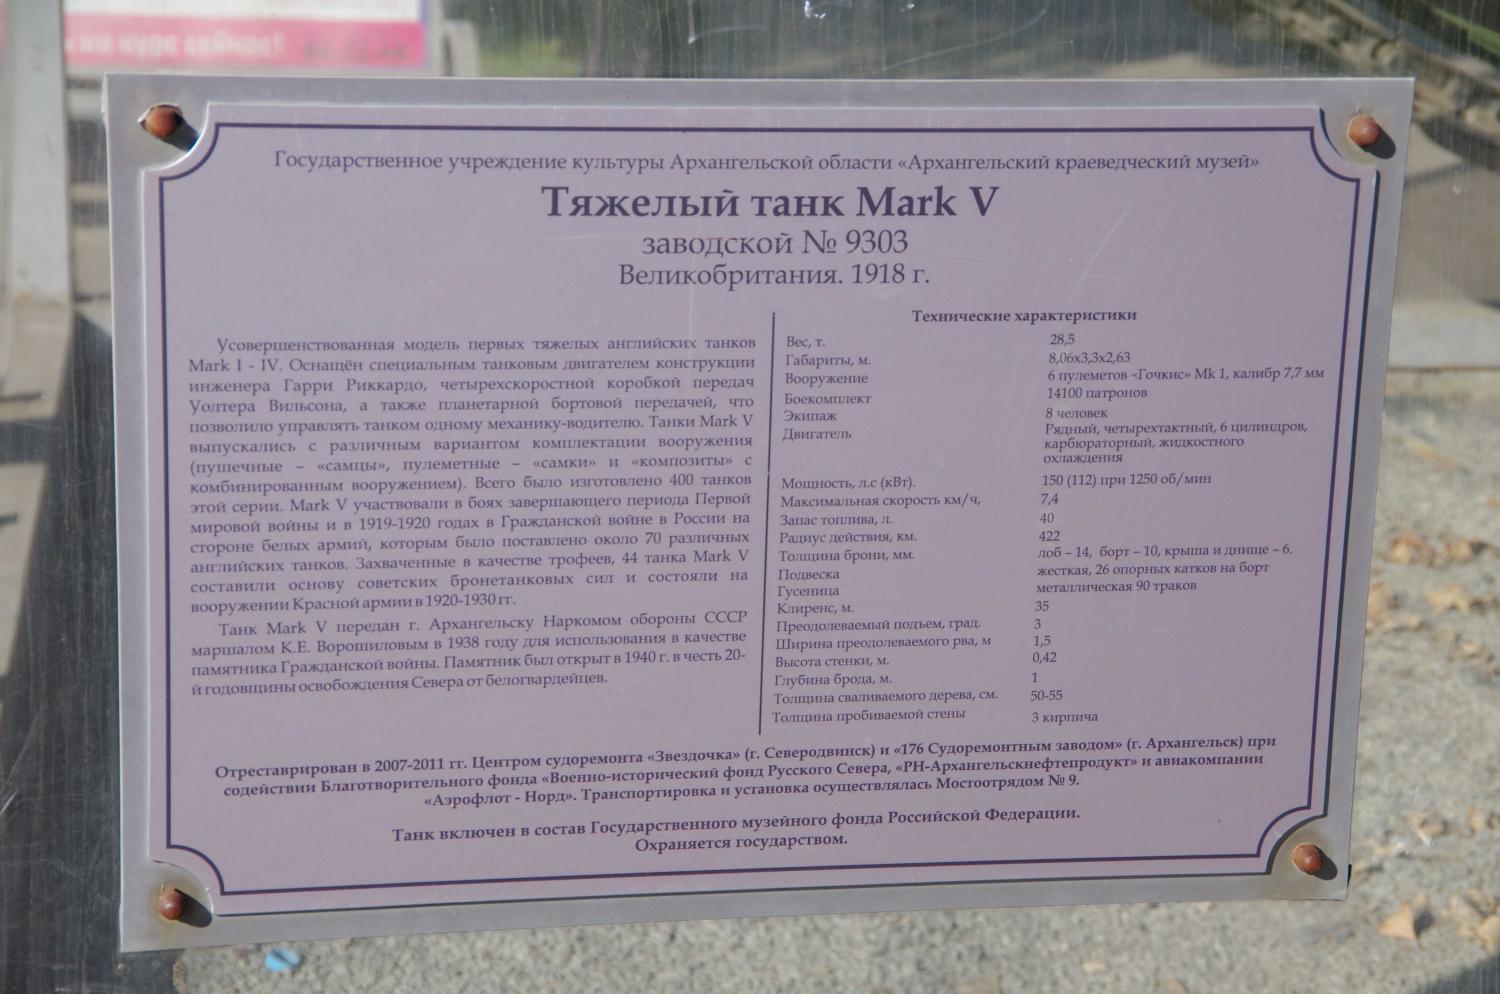 на курс сейчас!
Государственное учреждение культуры Архангельской области «Архангельский краеведческий музей»
Тяжелый танк Mark V
заводской № 9303
Великобритания. 1918 г.
Усовершенствованная модель первых тяжелых английских танков
Mark I - IV. Оснащён специальным танковым двигателем конструкции
инженера Гарри Риккардо, четырехскоростной коробкой передач
Уолтера Вильсона, а также планетарной бортовой передачей, что
позволило управлять танком одному механику-водителю. Танки Mark V
выпускались с различным вариантом комплектации вооружения
(пушечные – «самцы», пулеметные – «самки» и «композиты» с
комбинированным вооружением). Всего было изготовлено 400 танков
этой серии. Mark V участвовали в боях завершающего периода Первой
мировой войны и в 1919-1920 годах в Гражданской войне в России на
стороне белых армий, которым было поставлено около 70 различных
английских танков. Захваченные в качестве трофеев, 44 танка Mark V
составили основу советских бронетанковых сил и состояли на
вооружении Красной армии в 1920-1930 гг.
Танк Mark V передан г. Архангельску Наркомом обороны СССР
маршалом К.Е. Ворошиловым в 1938 году для использования в качестве
памятника Гражданской войны. Памятник был открыт в 1940 г. в честь 20-
й годовщины освобождения Севера от белогвардейцев.
Технические характеристики
Вес, т. 28,5
Габариты, м. 8,06х3,3х2,63
Вооружение 6 пулеметов «Гочкис» Mk 1, калибр 7,7 мм
Боекомплект 14100 патронов
Экипаж 8 человек
Двигатель Рядный, четырехтактный, 6 цилиндров,
карбюраторный, жидкостного
охлаждения
Мощность, л.с (кВт). 150 (112) при 1250 об/мин
Максимальная скорость км/ч, 7,4
Запас топлива, л. 40
Радиус действия, км. 422
Толщина брони, мм. лоб – 14, борт – 10, крыша и днище – 6.
Подвеска жесткая, 26 опорных катков на борт
Гусеница металлическая 90 траков
Клиренс, м. 35
Преодолеваемый подъем, град. 3
Ширина преодолеваемого рва, м 1,5
Высота стенки, м. 0,42
Глубина брода, м. 1
Толщина сваливаемого дерева, см. 50-55
Толщина пробиваемой стены 3 кирпича
Отреставрирован в 2007-2011 гг. Центром судоремонта «Звездочка» (г. Северодвинск) и «176 Судоремонтным заводом» (г. Архангельск) при
содействии Благотворительного фонда «Военно-исторический фонд Русского Севера, «РН-Архангельскнефтепродукт» и авиакомпании
«Аэрофлот - Норд». Транспортировка и установка осуществлялась Мостоотрядом № 9.
Танк включен в состав Государственного музейного фонда Российской Федерации.
Охраняется государством.